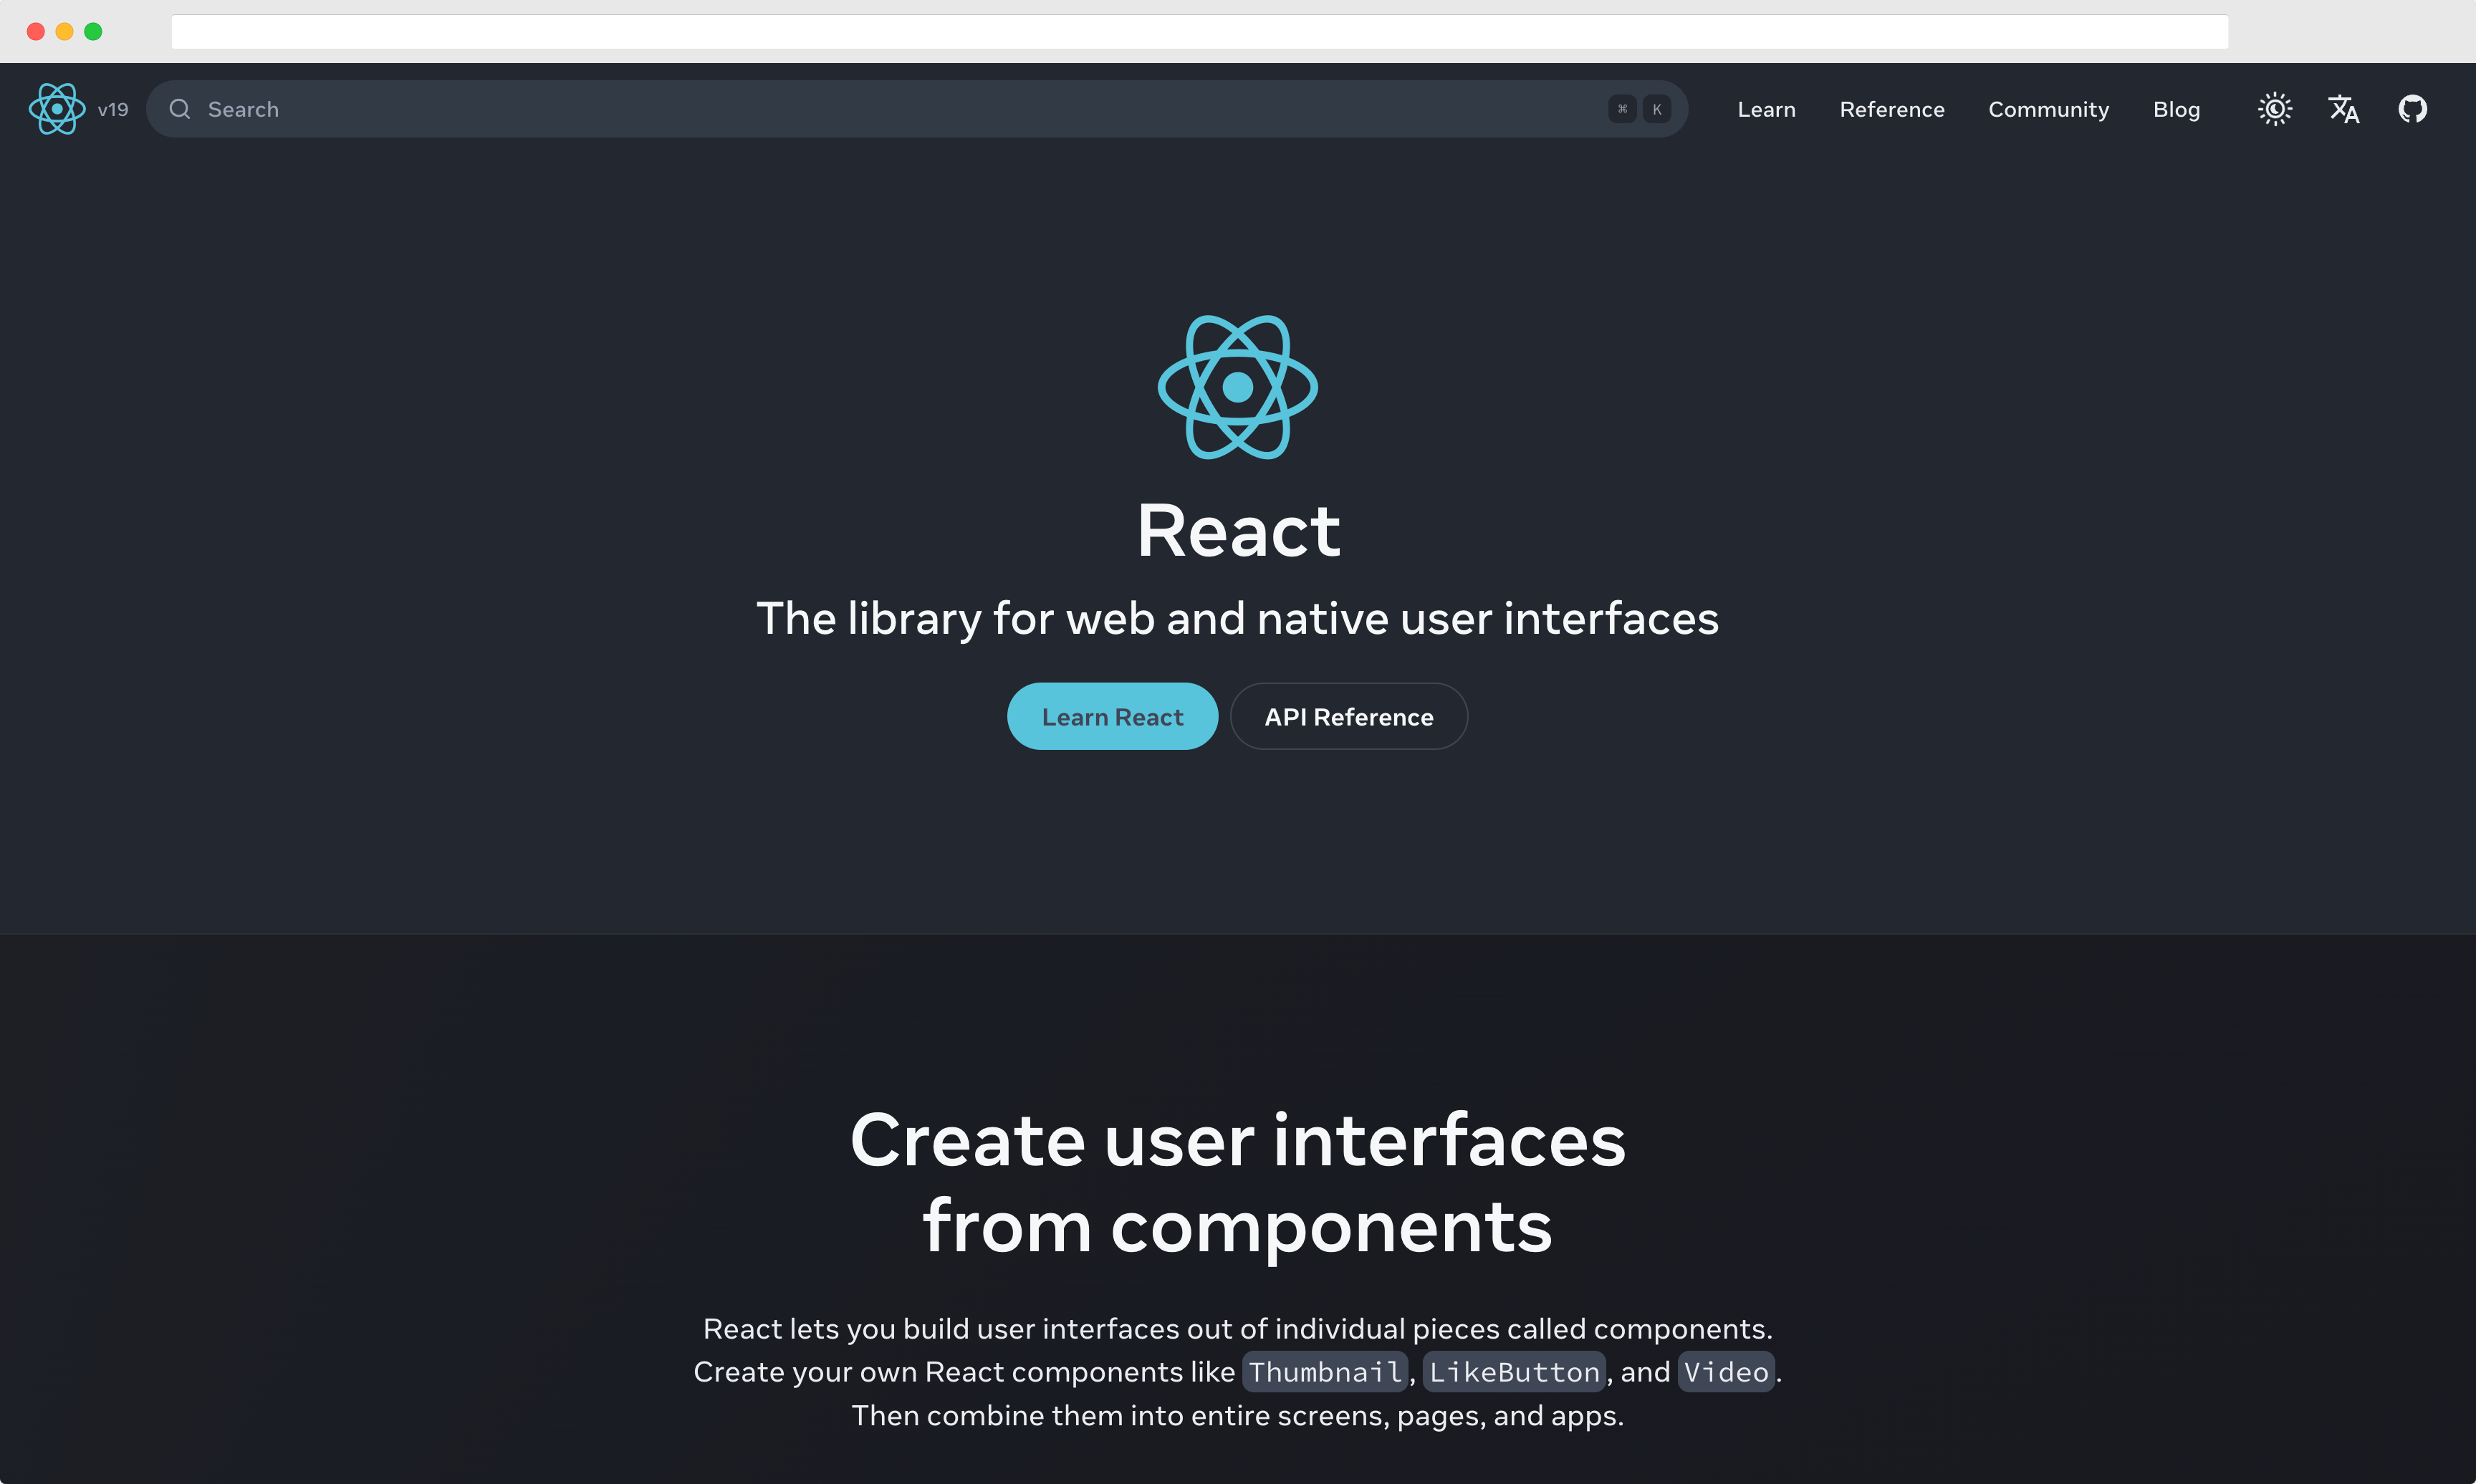 v19
Search
⌘ K
Learn
Reference
Community
Blog
React
The library for web and native user interfaces
Learn React
API Reference
Create user interfaces
from components
React lets you build user interfaces out of individual pieces called components.
Create your own React components like Thumbnail, LikeButton, and Video.
Then combine them into entire screens, pages, and apps.